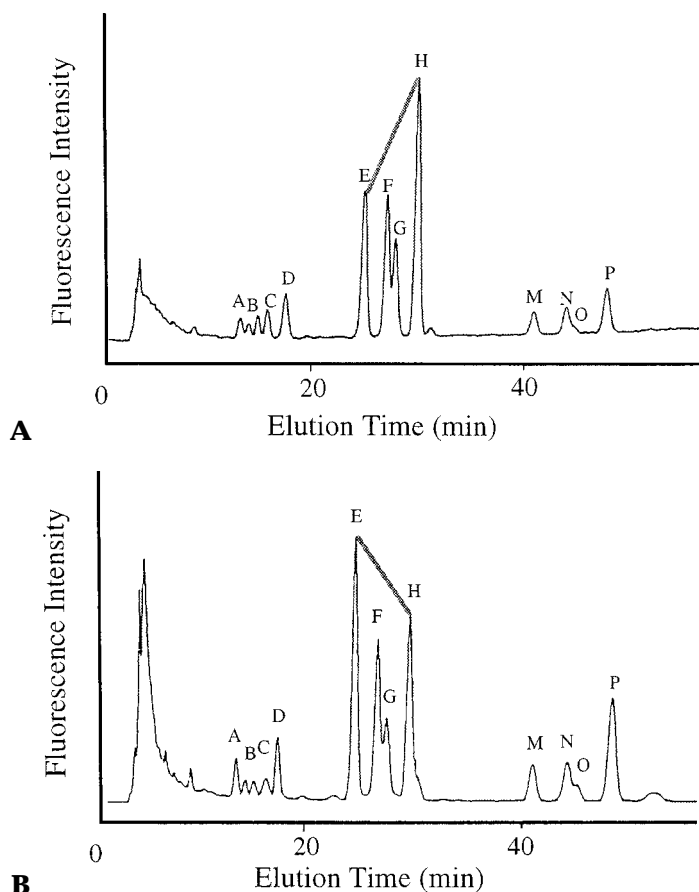 Fluorescence Intensity
H
E
F
G
D
A B C
M N O P
0 20 40
Elution Time (min)
A
Fluorescence Intensity
E
H
F
G
D
A B C
M N O P
0 20 40
Elution Time (min)
B